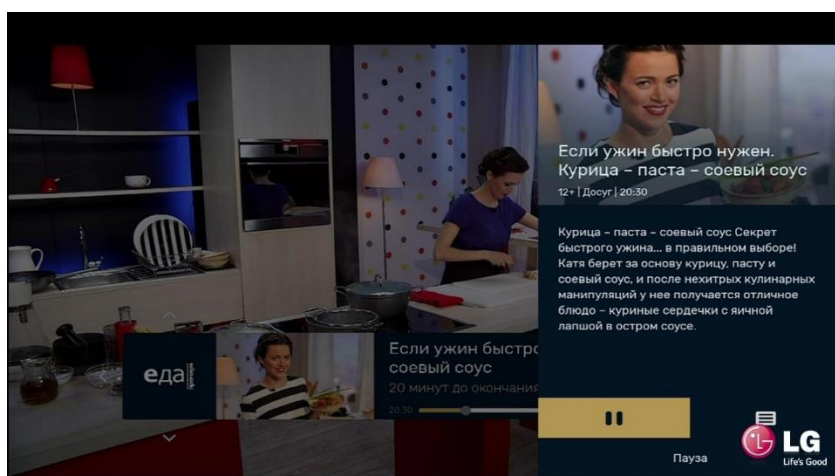 Если ужин быстро нужен.
Курица – паста – соевый соус
12+ | Досуг | 20:30
Курица – паста – соевый соус Секрет
быстрого ужина... в правильном выборе!
Катя берет за основу курицу, пасту и
соевый соус, и после нехитрых кулинарных
манипуляций у нее получается отличное
блюдо – куриные сердечки с яичной
лапшой в остром соусе.
еда
Если ужин быстро
соевый соус
20 минут до окончания
20:30
Пауза
LG
Life's Good